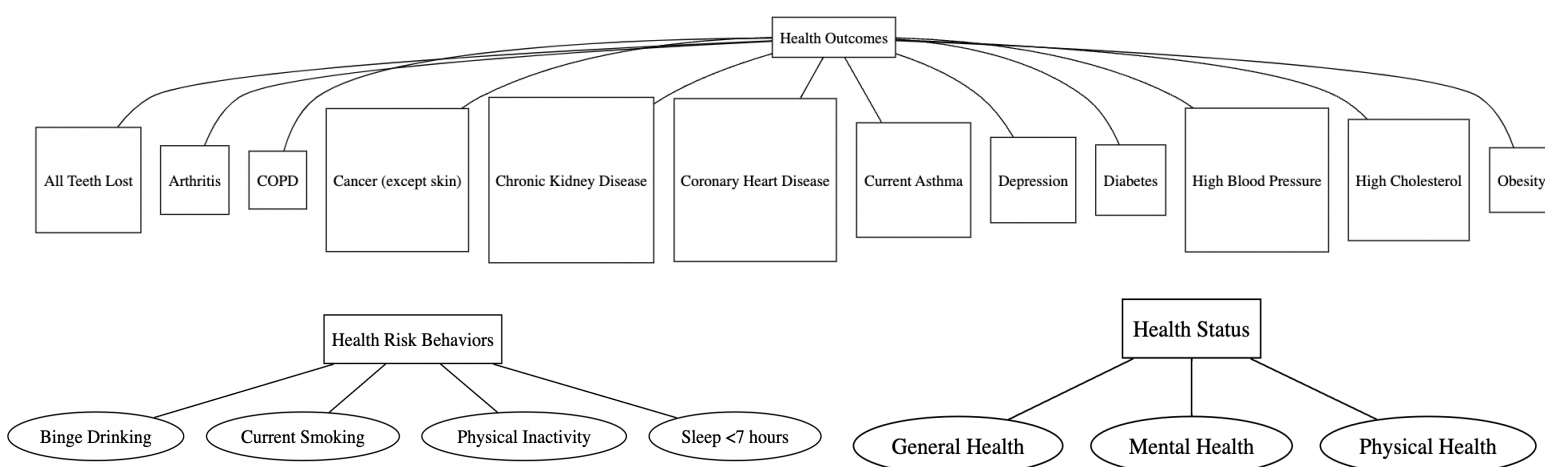 Health Outcomes
All Teeth Lost
Arthritis
COPD
Cancer (except skin)
Chronic Kidney Disease
Coronary Heart Disease
Current Asthma
Depression
Diabetes
High Blood Pressure
High Cholesterol
Obesity
Health Risk Behaviors
Binge Drinking
Current Smoking
Physical Inactivity
Sleep <7 hours
Health Status
General Health
Mental Health
Physical Health